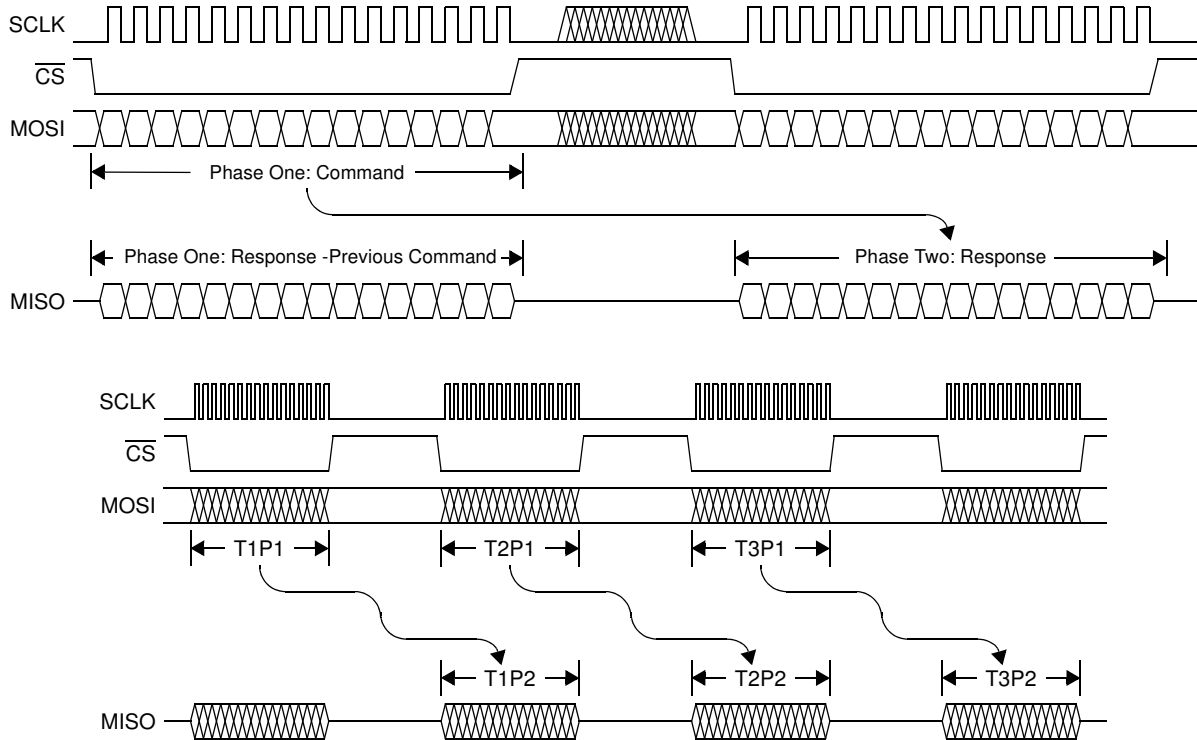 SCLK
CS
MOSI
Phase One: Command
Phase One: Response -Previous Command
Phase Two: Response
MISO
SCLK
CS
MOSI
T1P1
T2P1
T3P1
T1P2
T2P2
T3P2
MISO